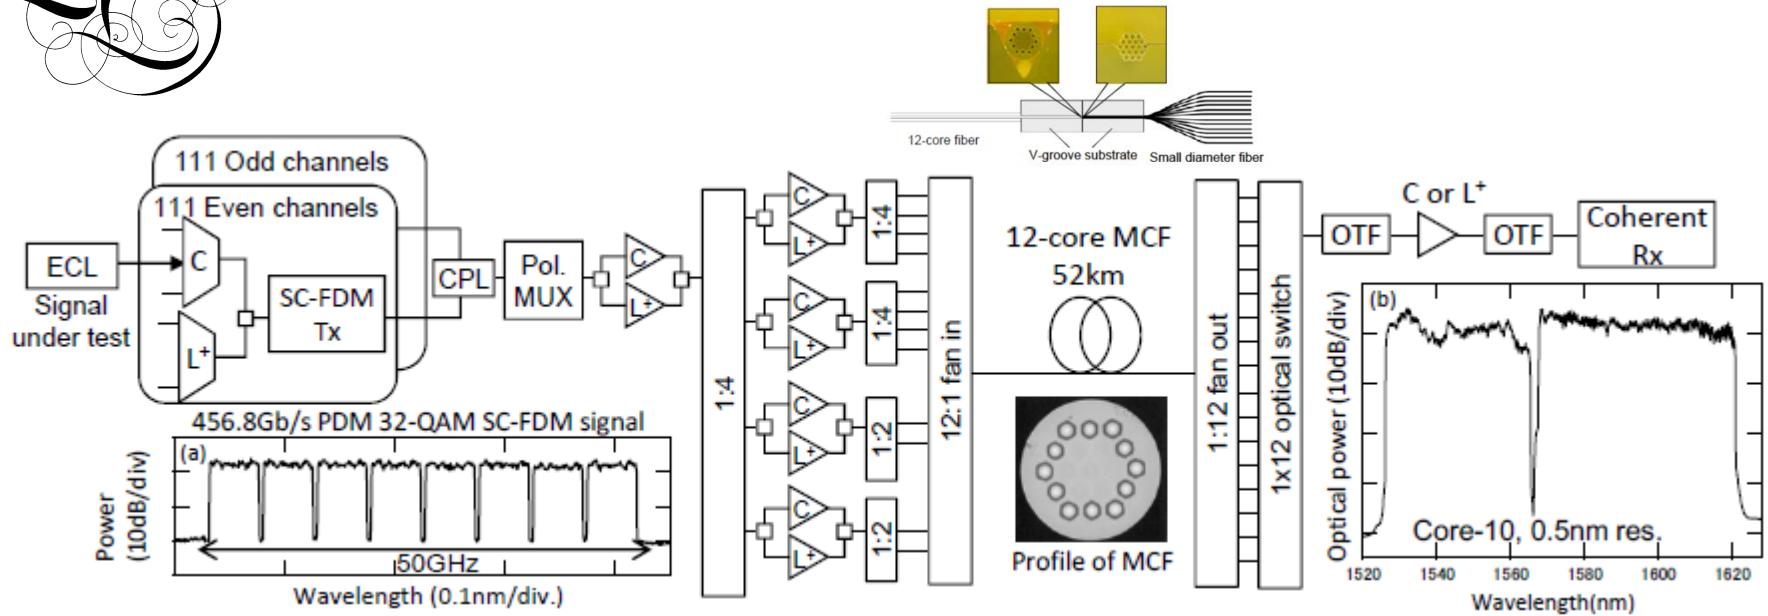 12-core fiber
V-groove substrate
Small diameter fiber
111 Odd channels
111 Even channels
C
L+
ECL
Signal
under test
SC-FDM
Tx
CPL
Pol.
MUX
C
L+
1:4
C
L+
1:4
C
L+
1:4
C
L+
1:2
C
L+
1:2
12:1 fan in
12-core MCF
52km
Profile of MCF
1:12 fan out
1x12 optical switch
OTF
C or L+
OTF
Coherent
Rx
456.8Gb/s PDM 32-QAM SC-FDM signal
(a)
Power
(10dB/div)
50GHz
Wavelength (0.1nm/div.)
(b)
Optical power (10dB/div)
Core-10, 0.5nm res.
1520 1540 1560 1580 1600 1620
Wavelength(nm)